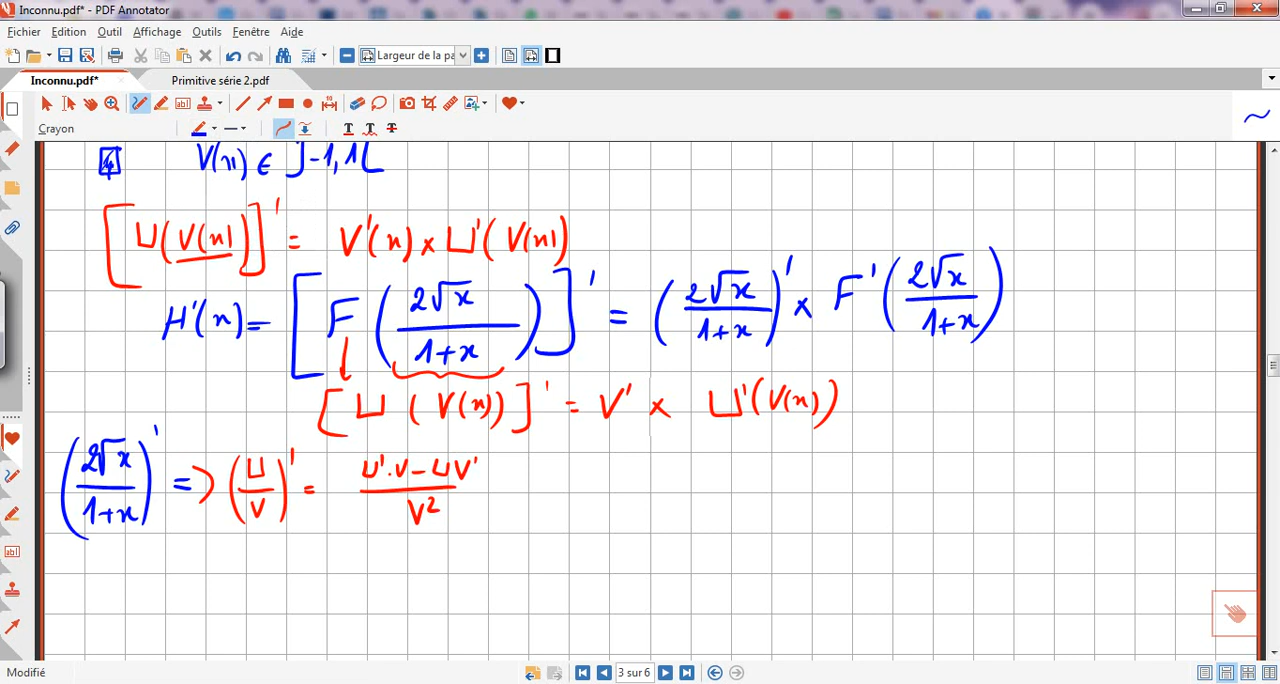 Inconnu.pdf* - PDF Annotator
Fichier Edition Outil Affichage Outils Fenêtre Aide
Largeur de la pa
Inconnu.pdf* Primitive série 2.pdf
Crayon
4 V(x) ∈ ]-1,1[
[U(V(x))]' = V'(x) × U'(V(x))
H'(x) = [F(2√x/(1+x))]' = (2√x/(1+x))' × F'(2√x/(1+x))
[U(V(x))]' = V' × U'(V(x))
(2√x/(1+x))' => (U/V)' = (U'.V - UV')/V²
3 sur 6
Modifié